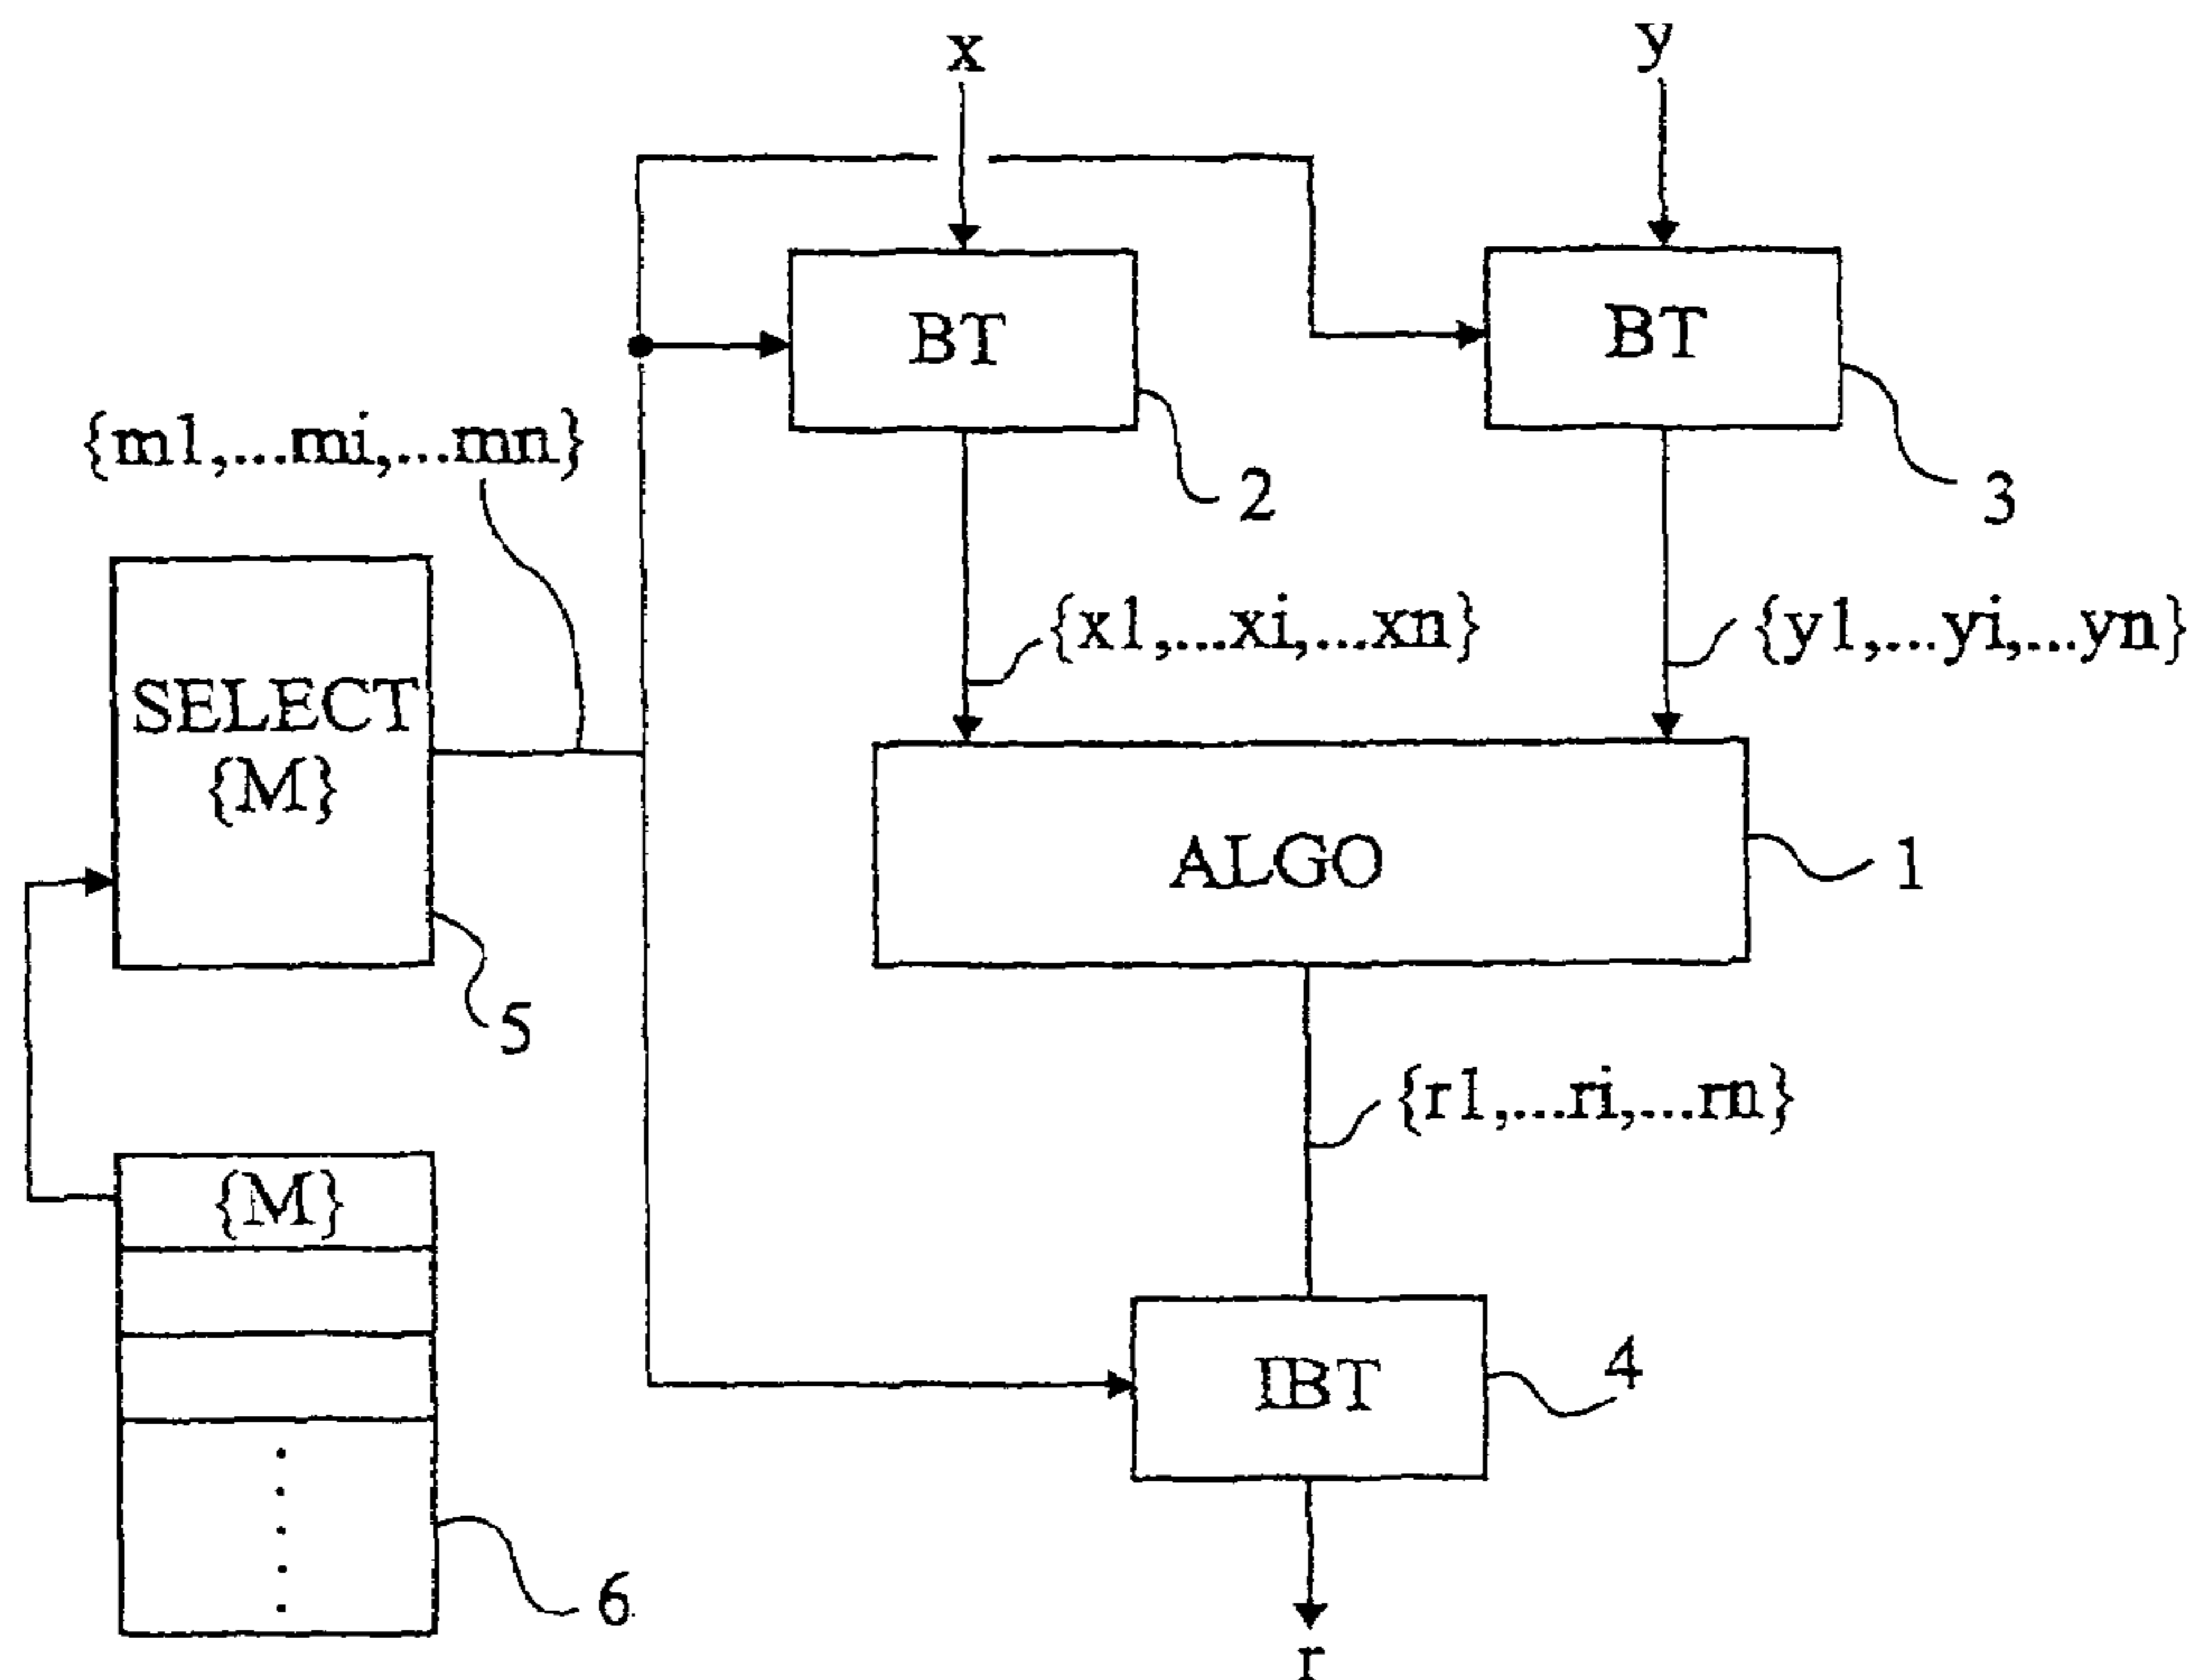 x
y
BT
BT
{m1,...mi,...mn}
2
3
SELECT
{M}
{x1,...xi,...xn}
{y1,...yi,...yn}
ALGO
1
5
{r1,...ri,...rn}
{M}
IBT
4
6
r